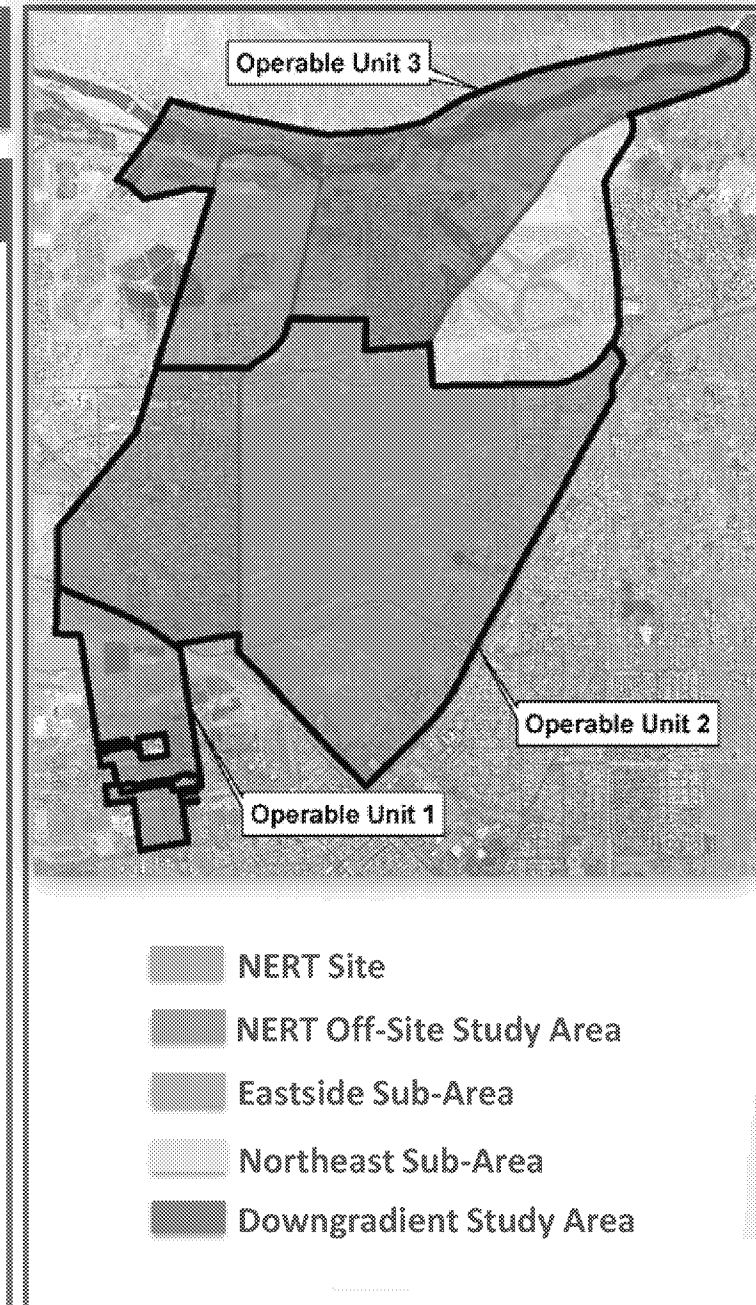 Operable Unit 3
Operable Unit 2
Operable Unit 1
NERT Site
NERT Off-Site Study Area
Eastside Sub-Area
Northeast Sub-Area
Downgradient Study Area